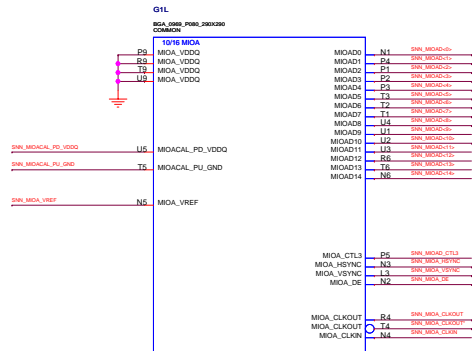 G1L
BGA_0969_P080_290X290
COMMON
10/16 MIOA
P9 MIOA_VDDQ
R9 MIOA_VDDQ
T9 MIOA_VDDQ
U9 MIOA_VDDQ
SNN_MIOACAL_PD_VDDQ U5 MIOACAL_PD_VDDQ
SNN_MIOACAL_PU_GND T5 MIOACAL_PU_GND
SNN_MIOA_VREF N5 MIOA_VREF
MIOAD0 N1 SNN_MIOAD<0>
MIOAD1 P4 SNN_MIOAD<1>
MIOAD2 P1 SNN_MIOAD<2>
MIOAD3 P2 SNN_MIOAD<3>
MIOAD4 P3 SNN_MIOAD<4>
MIOAD5 T3 SNN_MIOAD<5>
MIOAD6 T2 SNN_MIOAD<6>
MIOAD7 T1 SNN_MIOAD<7>
MIOAD8 U4 SNN_MIOAD<8>
MIOAD9 U1 SNN_MIOAD<9>
MIOAD10 U2 SNN_MIOAD<10>
MIOAD11 U3 SNN_MIOAD<11>
MIOAD12 R6 SNN_MIOAD<12>
MIOAD13 T6 SNN_MIOAD<13>
MIOAD14 N6 SNN_MIOAD<14>
MIOA_CTL3 P5 SNN_MIOAD_CTL3
MIOA_HSYNC N3 SNN_MIOA_HSYNC
MIOA_VSYNC L3 SNN_MIOA_VSYNC
MIOA_DE N2 SNN_MIOA_DE
MIOA_CLKOUT R4 SNN_MIOA_CLKOUT
MIOA_CLKOUT T4 SNN_MIOA_CLKOUT*
MIOA_CLKIN N4 SNN_MIOA_CLKIN